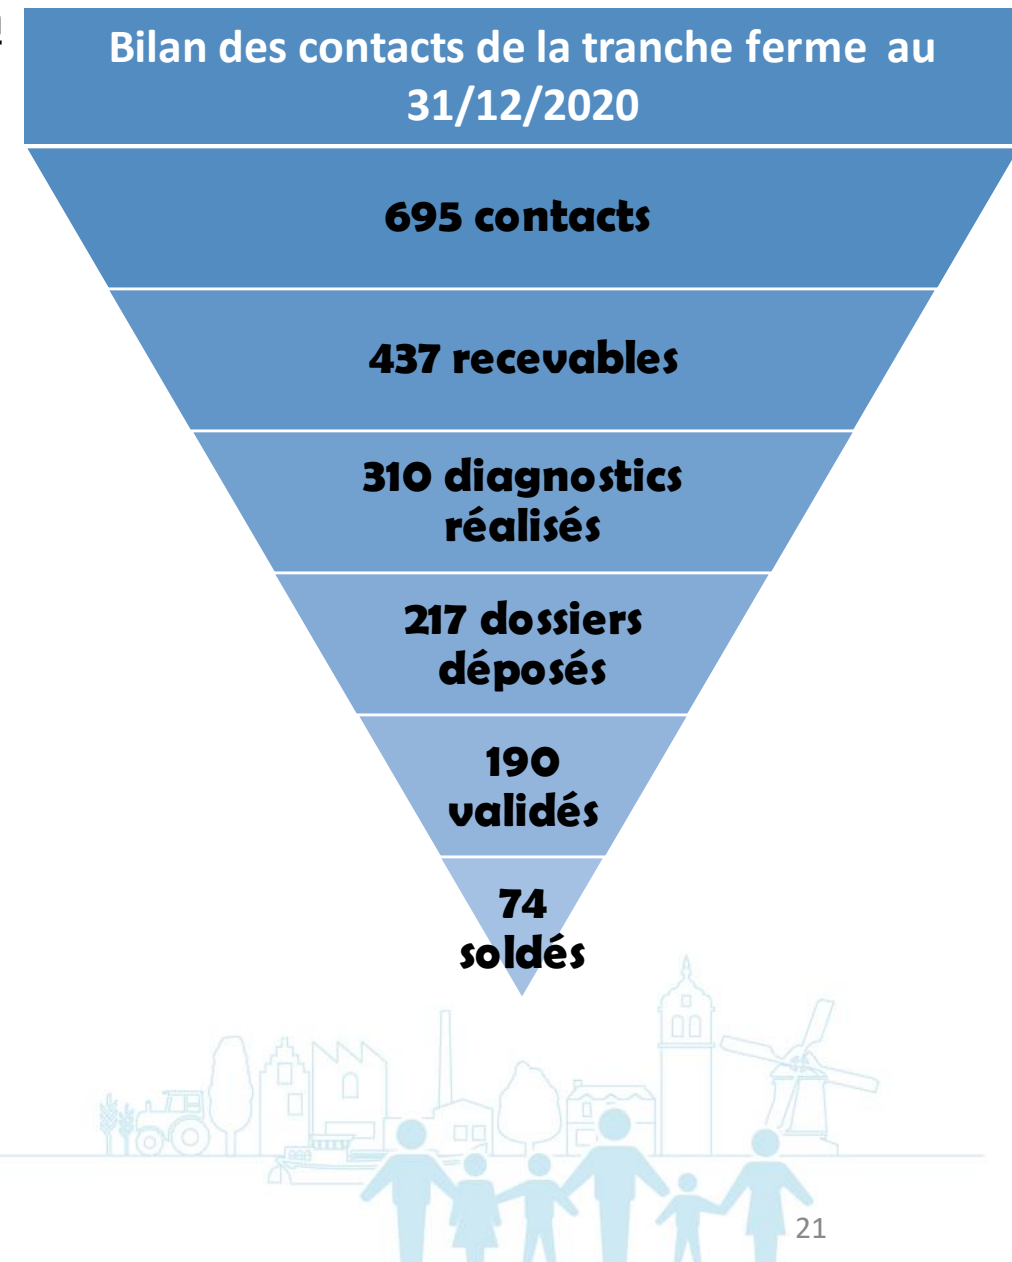 Bilan des contacts de la tranche ferme au
31/12/2020
695 contacts
437 recevables
310 diagnostics
réalisés
217 dossiers
déposés
190
validés
74
soldés
21